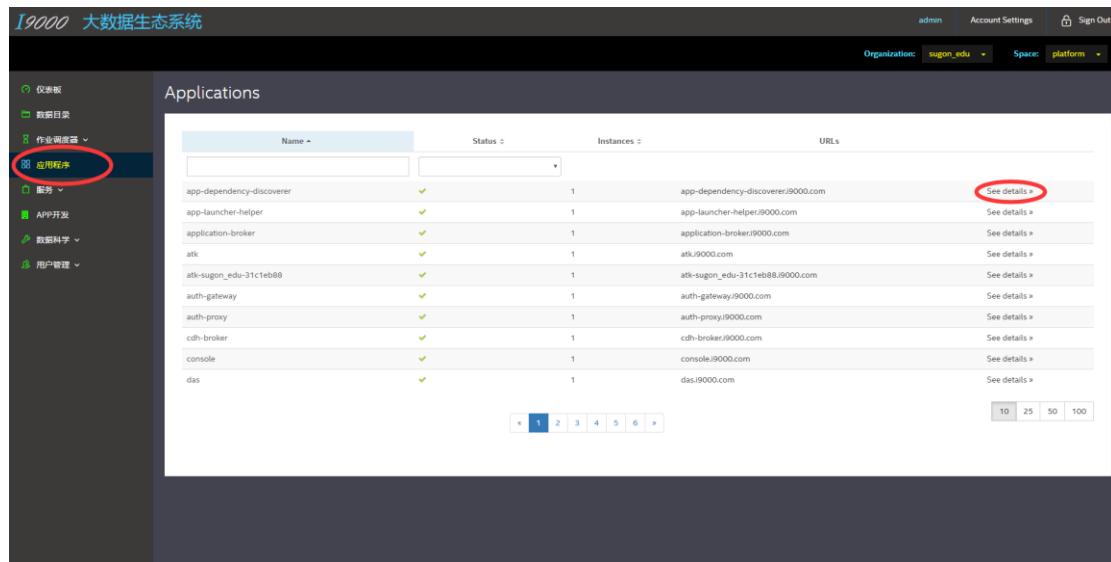 I9000 大数据生态系统
admin Account Settings Sign Out
Organization: sugon_edu Space: platform
仪表板
数据目录
作业调度器
应用程序
服务
APP开发
数据科学
用户管理
Applications
Name Status Instances URLs
app-dependency-discoverer 1 app-dependency-discoverer.i9000.com See details »
app-launcher-helper 1 app-launcher-helper.i9000.com See details »
application-broker 1 application-broker.i9000.com See details »
atk 1 atk.i9000.com See details »
atk-sugon_edu-31c1eb88 1 atk-sugon_edu-31c1eb88.i9000.com See details »
auth-gateway 1 auth-gateway.i9000.com See details »
auth-proxy 1 auth-proxy.i9000.com See details »
cdh-broker 1 cdh-broker.i9000.com See details »
console 1 console.i9000.com See details »
das 1 das.i9000.com See details »
« 1 2 3 4 5 6 »
10 25 50 100